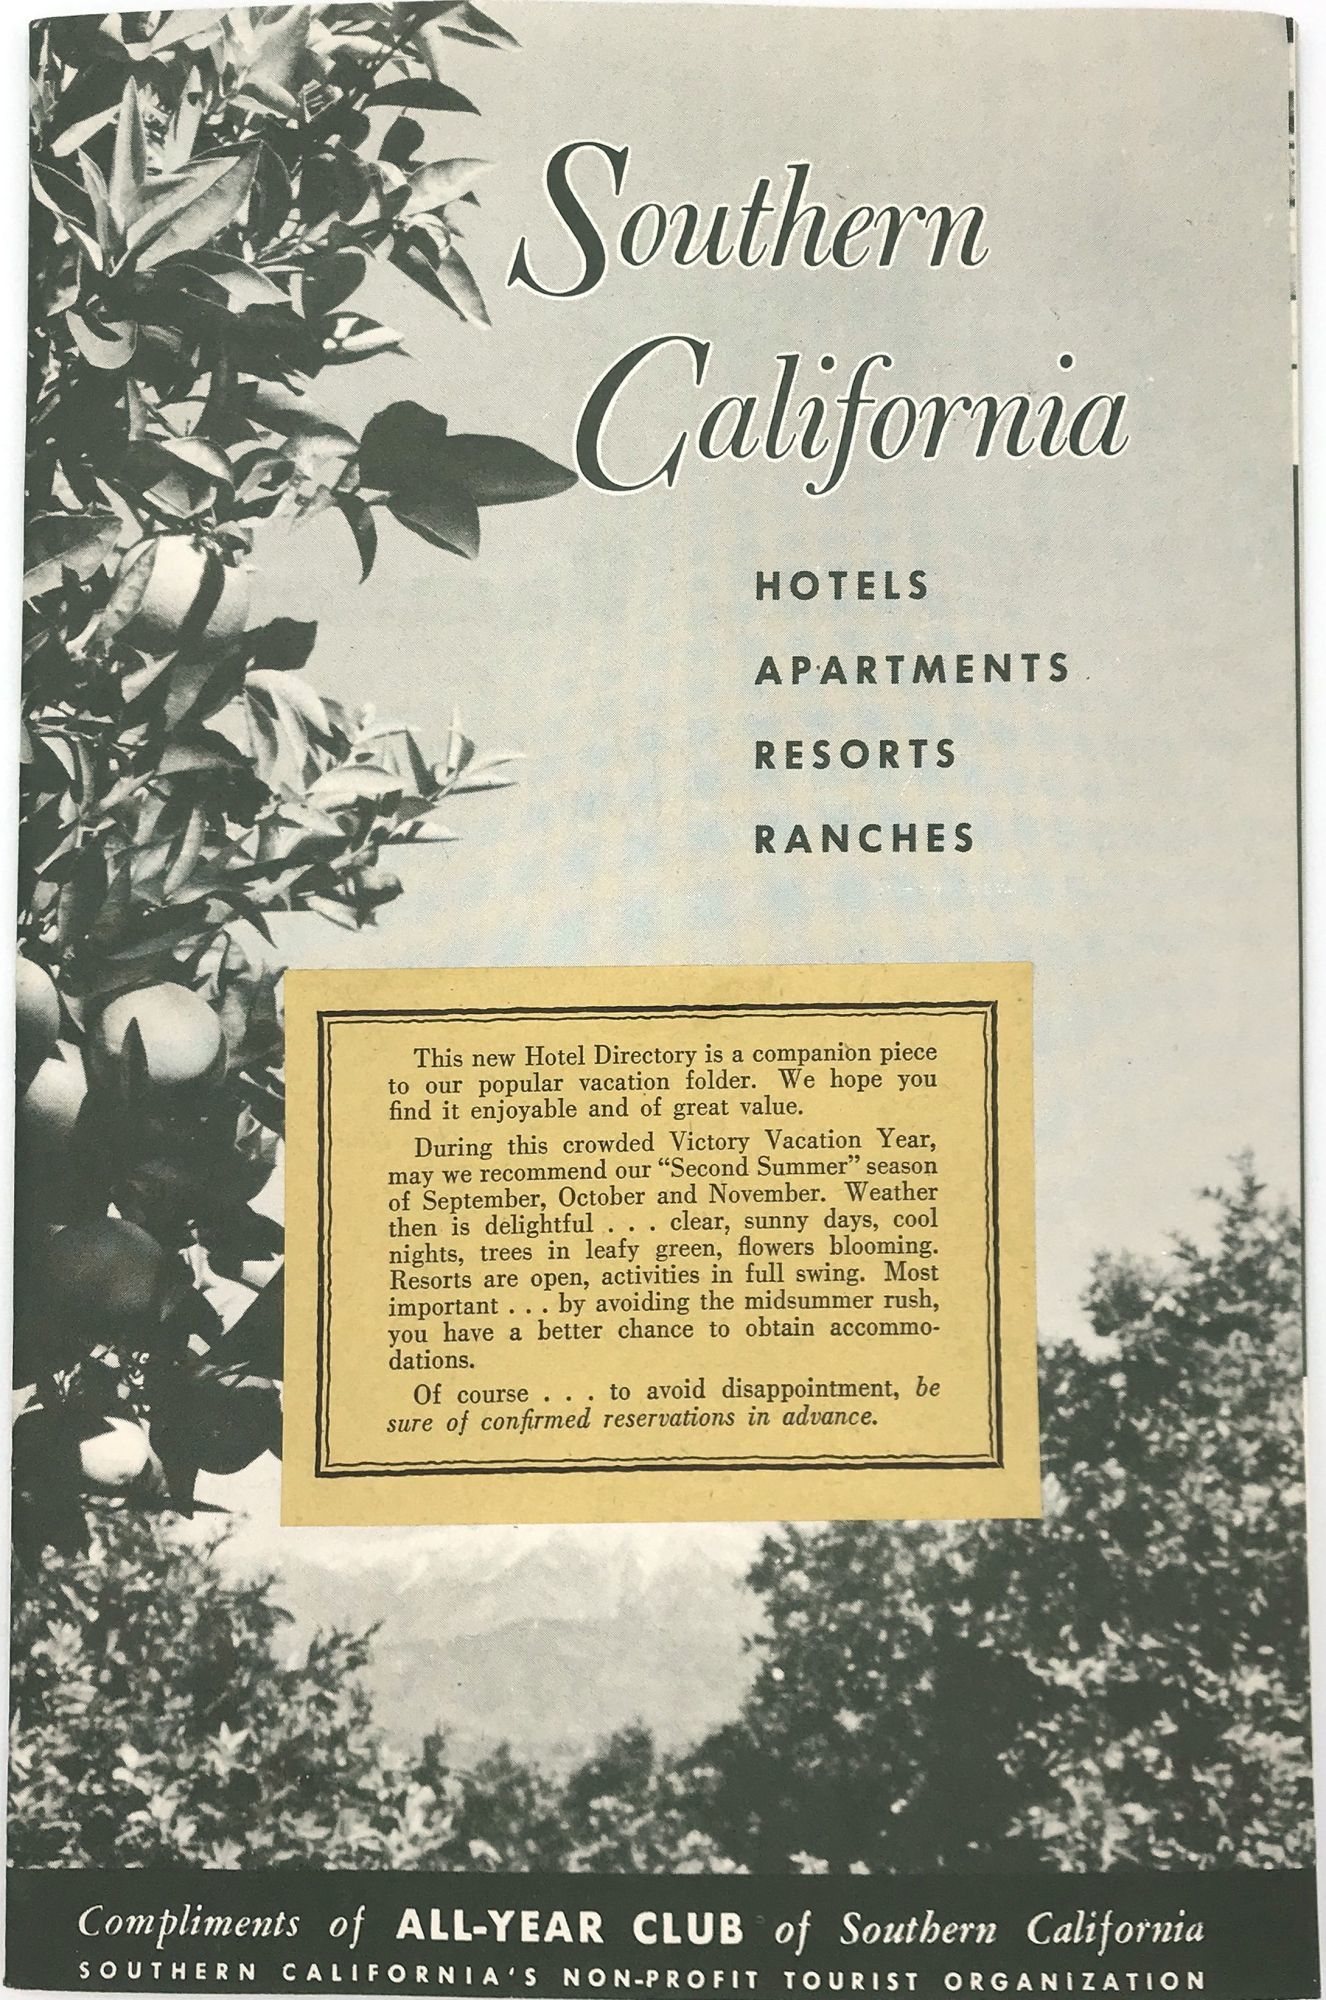 Southern
California
HOTELS
APARTMENTS
RESORTS
RANCHES
This new Hotel Directory is a companion piece
to our popular vacation folder. We hope you
find it enjoyable and of great value.
During this crowded Victory Vacation Year,
may we recommend our “Second Summer” season
of September, October and November. Weather
then is delightful . . . clear, sunny days, cool
nights, trees in leafy green, flowers blooming.
Resorts are open, activities in full swing. Most
important . . . by avoiding the midsummer rush,
you have a better chance to obtain accommo-
dations.
Of course . . . to avoid disappointment, be
sure of confirmed reservations in advance.
Compliments of ALL-YEAR CLUB of Southern California
SOUTHERN CALIFORNIA'S NON-PROFIT TOURIST ORGANIZATION